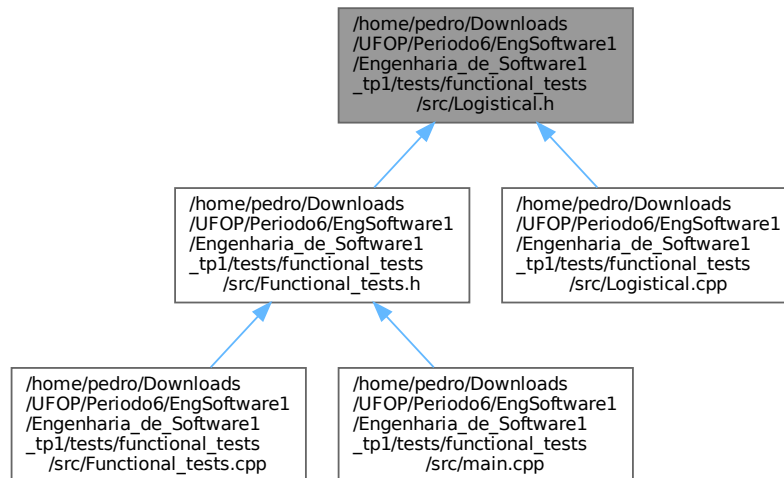 /home/pedro/Downloads
/UFOP/Periodo6/EngSoftware1
/Engenharia_de_Software1
_tp1/tests/functional_tests
/src/Logistical.h
/home/pedro/Downloads
/UFOP/Periodo6/EngSoftware1
/Engenharia_de_Software1
_tp1/tests/functional_tests
/src/Functional_tests.h
/home/pedro/Downloads
/UFOP/Periodo6/EngSoftware1
/Engenharia_de_Software1
_tp1/tests/functional_tests
/src/Logistical.cpp
/home/pedro/Downloads
/UFOP/Periodo6/EngSoftware1
/Engenharia_de_Software1
_tp1/tests/functional_tests
/src/Functional_tests.cpp
/home/pedro/Downloads
/UFOP/Periodo6/EngSoftware1
/Engenharia_de_Software1
_tp1/tests/functional_tests
/src/main.cpp